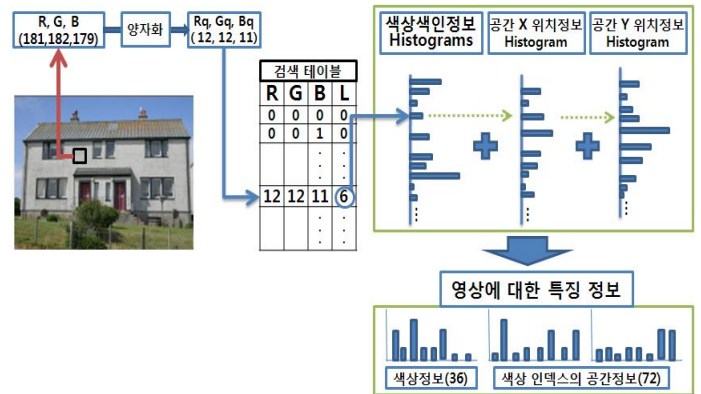 R, G, B
(181,182,179)
양자화
Rq, Gq, Bq
( 12, 12, 11)
검색 테이블
R G B L
0 0 0 0
0 0 1 0
: :
: :
12 12 11 6
: :
: :
색상색인정보
Histograms
공간 X 위치정보
Histogram
공간 Y 위치정보
Histogram
영상에 대한 특징 정보
색상정보(36)
색상 인덱스의 공간정보(72)